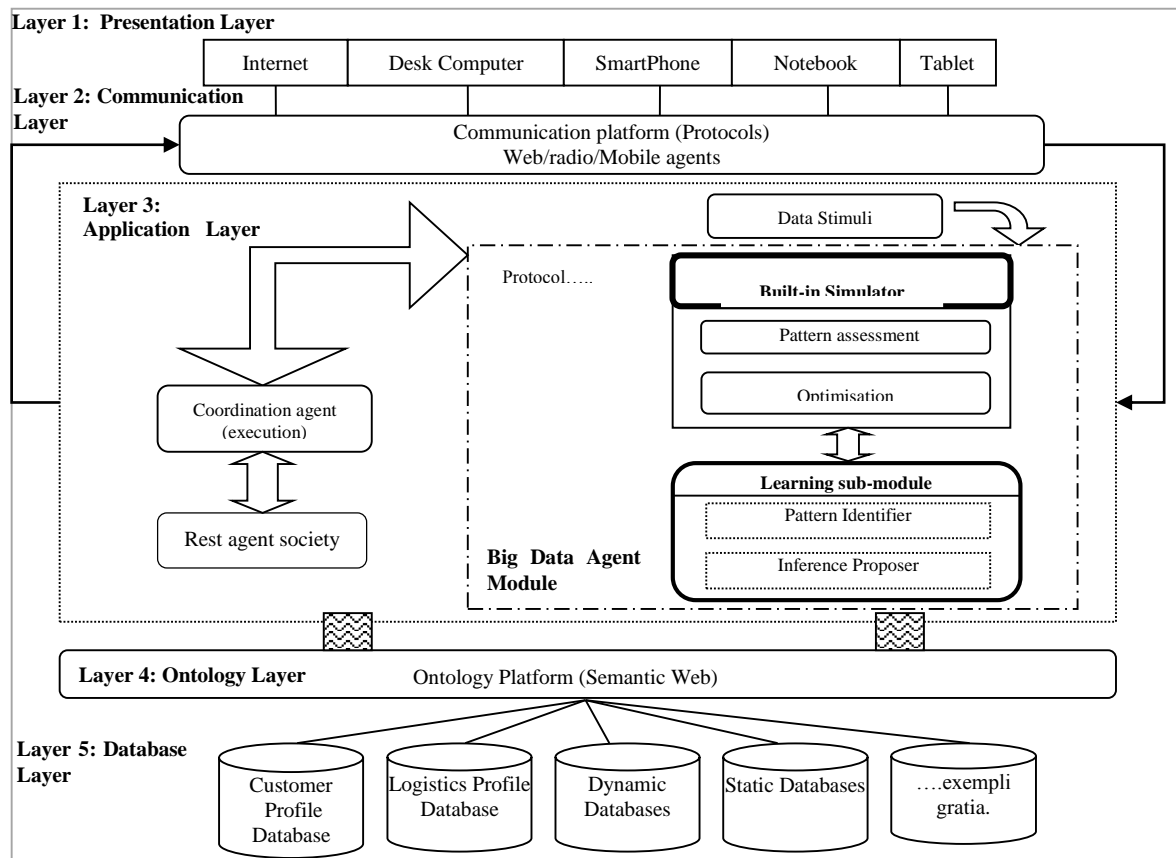 Layer 1: Presentation Layer
Internet
Desk Computer
SmartPhone
Notebook
Tablet
Layer 2: Communication
Layer
Communication platform (Protocols)
Web/radio/Mobile agents
Layer 3:
Application Layer
Data Stimuli
Protocol…..
Built-in Simulator
Pattern assessment
Optimisation
Coordination agent
(execution)
Learning sub-module
Pattern Identifier
Rest agent society
Inference Proposer
Big Data Agent
Module
Layer 4: Ontology Layer
Ontology Platform (Semantic Web)
Layer 5: Database
Layer
Customer
Profile
Database
Logistics Profile
Database
Dynamic
Databases
Static Databases
….exempli
gratia.